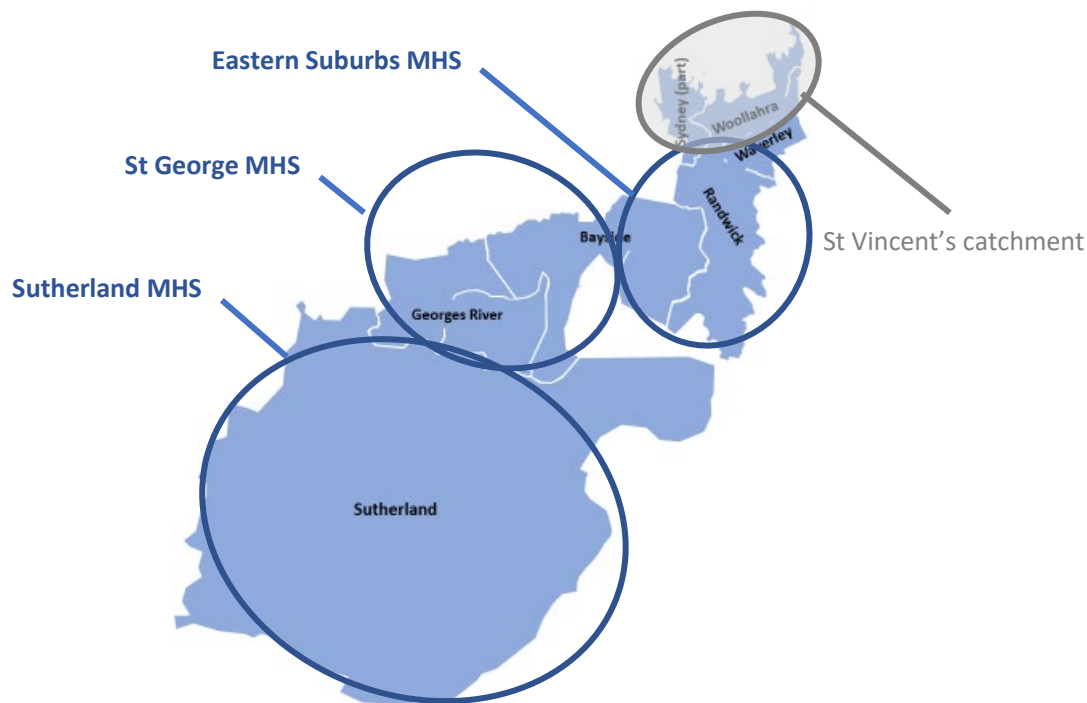 Eastern Suburbs MHS
Sydney (part)
Woollahra
Waverley
St George MHS
Randwick
Bayside
St Vincent’s catchment
Sutherland MHS
Georges River
Sutherland